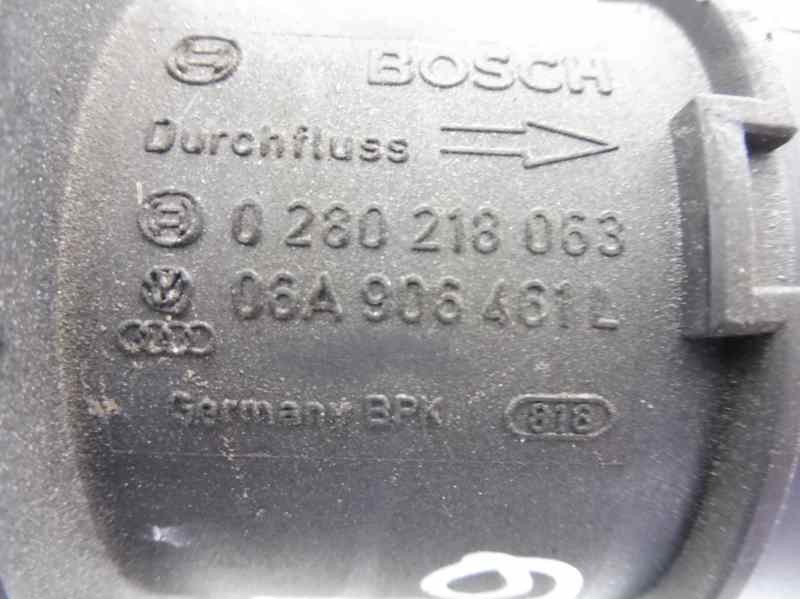 BOSCH
Durchfluss
0 280 218 063
06A 906 461 L
Germany BPK 818